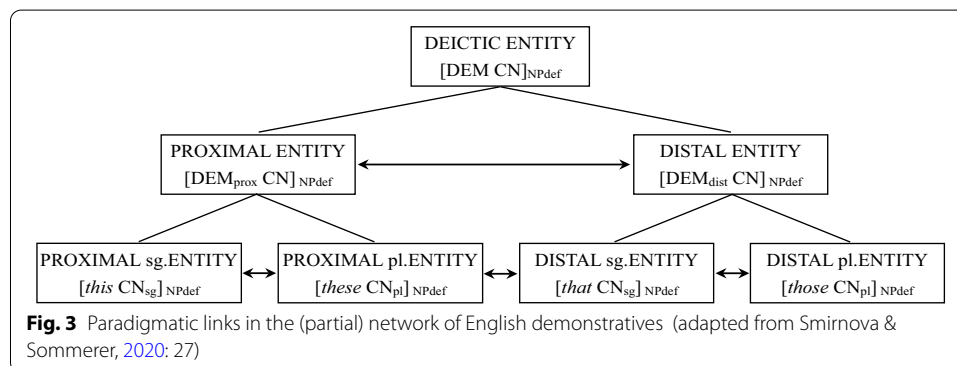 DEICTIC ENTITY
[DEM CN]NPdef
PROXIMAL ENTITY
[DEMprox CN] NPdef
DISTAL ENTITY
[DEMdist CN] NPdef
PROXIMAL sg.ENTITY
[this CNsg] NPdef
PROXIMAL pl.ENTITY
[these CNpl] NPdef
DISTAL sg.ENTITY
[that CNsg] NPdef
DISTAL pl.ENTITY
[those CNpl] NPdef
Fig. 3 Paradigmatic links in the (partial) network of English demonstratives (adapted from Smirnova &
Sommerer, 2020: 27)